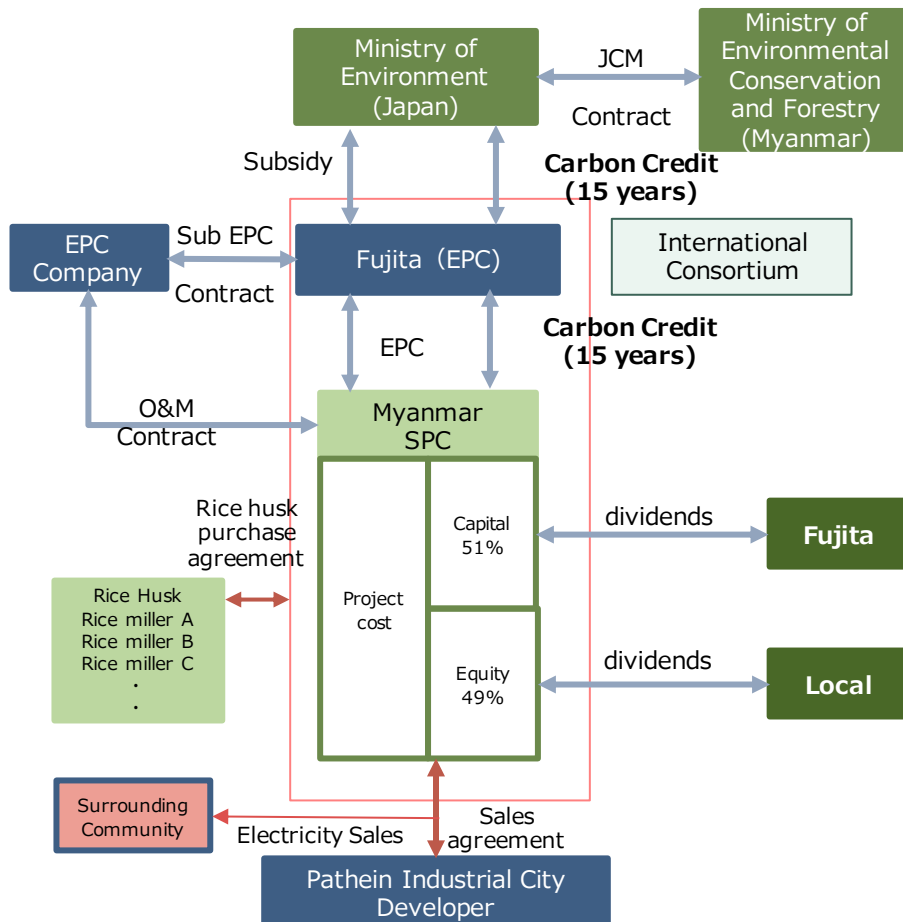 Ministry of
Environment
(Japan)
JCM
Contract
Ministry of
Environmental
Conservation
and Forestry
(Myanmar)
Subsidy
Carbon Credit
(15 years)
EPC
Company
Sub EPC
Contract
Fujita（EPC)
International
Consortium
EPC
Carbon Credit
(15 years)
O&M
Contract
Myanmar
SPC
Rice husk
purchase
agreement
Project
cost
Capital
51%
dividends
Fujita
Rice Husk
Rice miller A
Rice miller B
Rice miller C
.
.
Equity
49%
dividends
Local
Surrounding
Community
Electricity Sales
Sales
agreement
Pathein Industrial City
Developer